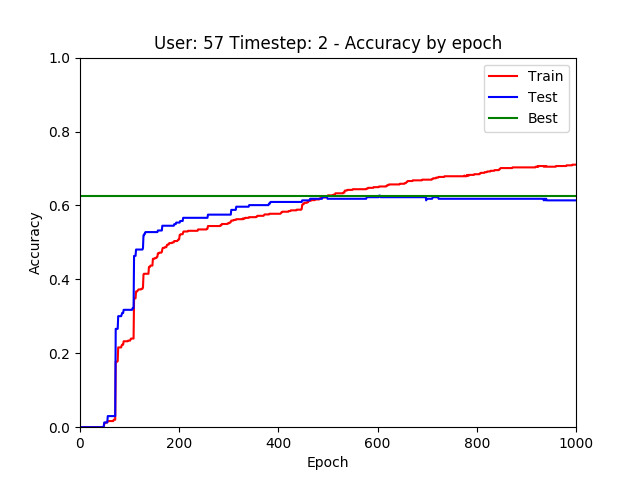 User: 57 Timestep: 2 - Accuracy by epoch
1.0
0.8
0.6
0.4
0.2
0.0
Accuracy
Train
Test
Best
0 200 400 600 800 1000
Epoch